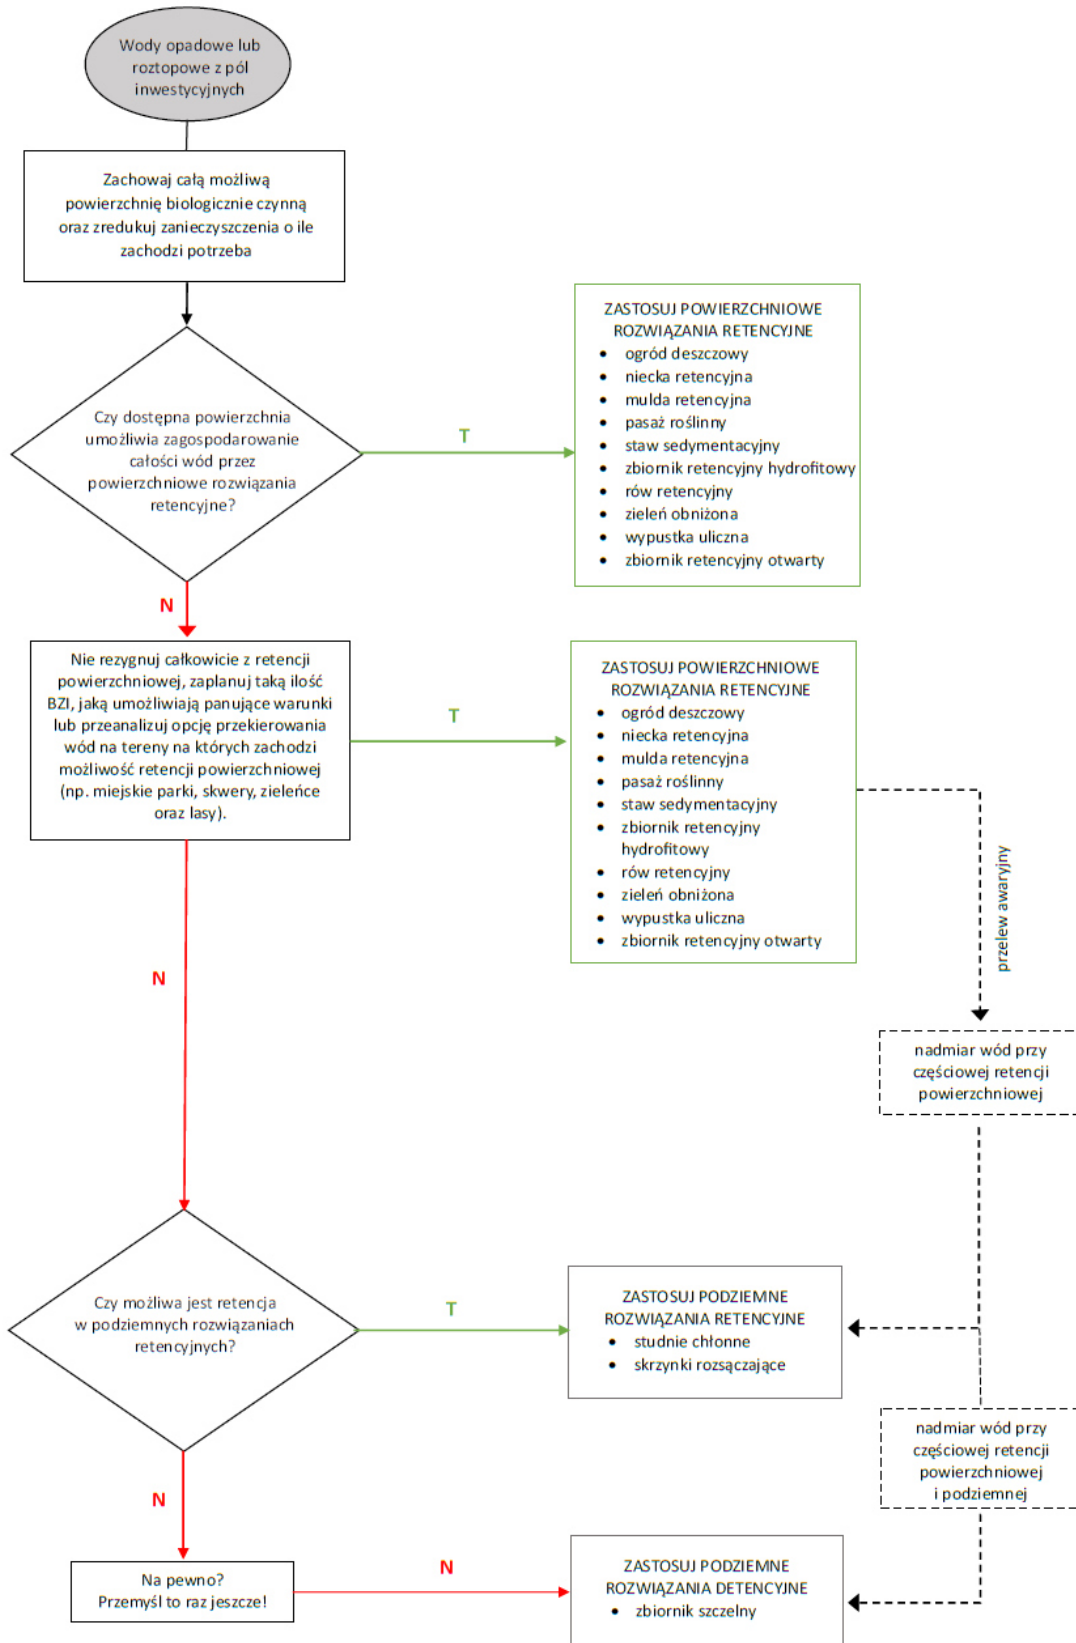 Wody opadowe lub
roztopowe z pól
inwestycyjnych
Zachowaj całą możliwą
powierzchnię biologicznie czynną
oraz zredukuj zanieczyszczenia o ile
zachodzi potrzeba
Czy dostępna powierzchnia
umożliwia zagospodarowanie
całości wód przez
powierzchniowe rozwiązania
retencyjne?
T
ZASTOSUJ POWIERZCHNIOWE
ROZWIĄZANIA RETENCYJNE
• ogród deszczowy
• niecka retencyjna
• mulda retencyjna
• pasaż roślinny
• staw sedymentacyjny
• zbiornik retencyjny hydrofitowy
• rów retencyjny
• zieleń obniżona
• wypustka uliczna
• zbiornik retencyjny otwarty
N
Nie rezygnuj całkowicie z retencji
powierzchniowej, zaplanuj taką ilość
BZI, jaką umożliwiają panujące warunki
lub przeanalizuj opcję przekierowania
wód na tereny na których zachodzi
możliwość retencji powierzchniowej
(np. miejskie parki, skwery, zieleńce
oraz lasy).
T
ZASTOSUJ POWIERZCHNIOWE
ROZWIĄZANIA RETENCYJNE
• ogród deszczowy
• niecka retencyjna
• mulda retencyjna
• pasaż roślinny
• staw sedymentacyjny
• zbiornik retencyjny
hydrofitowy
• rów retencyjny
• zieleń obniżona
• wypustka uliczna
• zbiornik retencyjny otwarty
przelew awaryjny
N
nadmiar wód przy
częściowej retencji
powierzchniowej
Czy możliwa jest retencja
w podziemnych rozwiązaniach
retencyjnych?
T
ZASTOSUJ PODZIEMNE
ROZWIĄZANIA RETENCYJNE
• studnie chłonne
• skrzynki rozsączające
nadmiar wód przy
częściowej retencji
powierzchniowej
i podziemnej
N
Na pewno?
Przemyśl to raz jeszcze!
N
ZASTOSUJ PODZIEMNE
ROZWIĄZANIA DETENCYJNE
• zbiornik szczelny